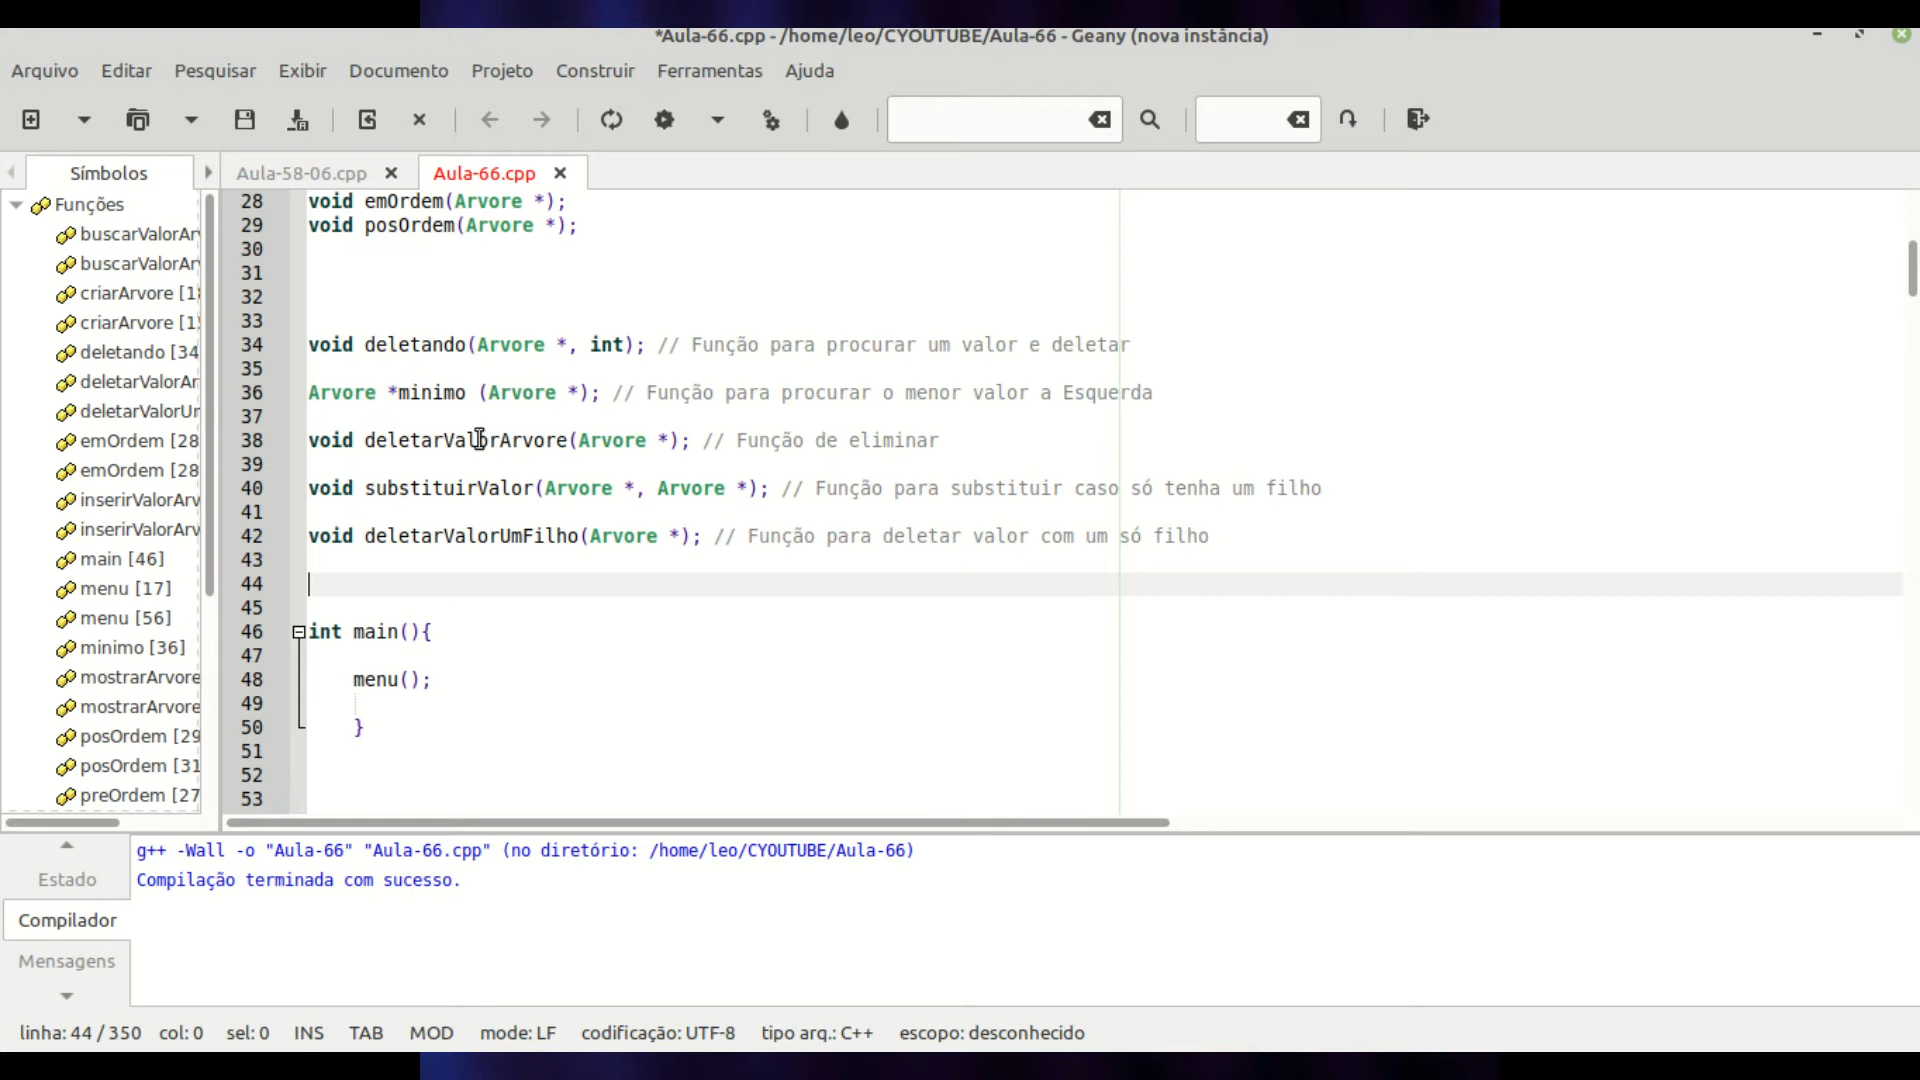 *Aula-66.cpp - /home/leo/CYOUTUBE/Aula-66 - Geany (nova instância)
Arquivo Editar Pesquisar Exibir Documento Projeto Construir Ferramentas Ajuda
Símbolos Aula-58-06.cpp Aula-66.cpp
Funções
buscarValorAr
buscarValorAr
criarArvore [1
criarArvore [1
deletando [34
deletarValorAr
deletarValorUr
emOrdem [28
emOrdem [28
inserirValorArv
inserirValorArv
main [46]
menu [17]
menu [56]
minimo [36]
mostrarArvore
mostrarArvore
posOrdem [29
posOrdem [31
preOrdem [27
28 void emOrdem(Arvore *);
29 void posOrdem(Arvore *);
30
31
32
33
34 void deletando(Arvore *, int); // Função para procurar um valor e deletar
35
36 Arvore *minimo (Arvore *); // Função para procurar o menor valor a Esquerda
37
38 void deletarValorArvore(Arvore *); // Função de eliminar
39
40 void substituirValor(Arvore *, Arvore *); // Função para substituir caso só tenha um filho
41
42 void deletarValorUmFilho(Arvore *); // Função para deletar valor com um só filho
43
44
45
46 int main(){
47
48 menu();
49
50 }
51
52
53
Estado
Compilador
Mensagens
g++ -Wall -o "Aula-66" "Aula-66.cpp" (no diretório: /home/leo/CYOUTUBE/Aula-66)
Compilação terminada com sucesso.
linha: 44 / 350 col: 0 sel: 0 INS TAB MOD mode: LF codificação: UTF-8 tipo arq.: C++ escopo: desconhecido